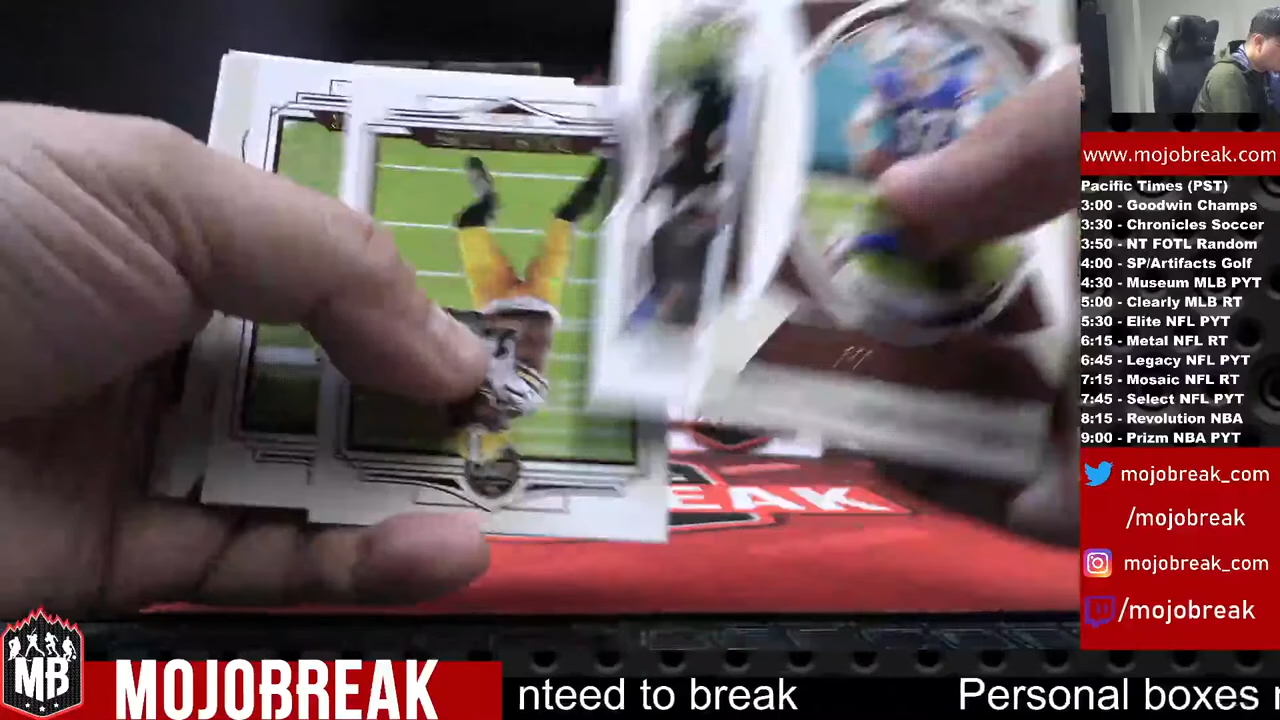 www.mojobreak.com
Pacific Times (PST)
3:00 - Goodwin Champs
3:30 - Chronicles Soccer
3:50 - NT FOTL Random
4:00 - SP/Artifacts Golf
4:30 - Museum MLB PYT
5:00 - Clearly MLB RT
5:30 - Elite NFL PYT
6:15 - Metal NFL RT
6:45 - Legacy NFL PYT
7:15 - Mosaic NFL RT
7:45 - Select NFL PYT
8:15 - Revolution NBA
9:00 - Prizm NBA PYT
mojobreak_com
/mojobreak
mojobreak_com
/mojobreak
EAK
MB
MOJOBREAK
nteed to break Personal boxes